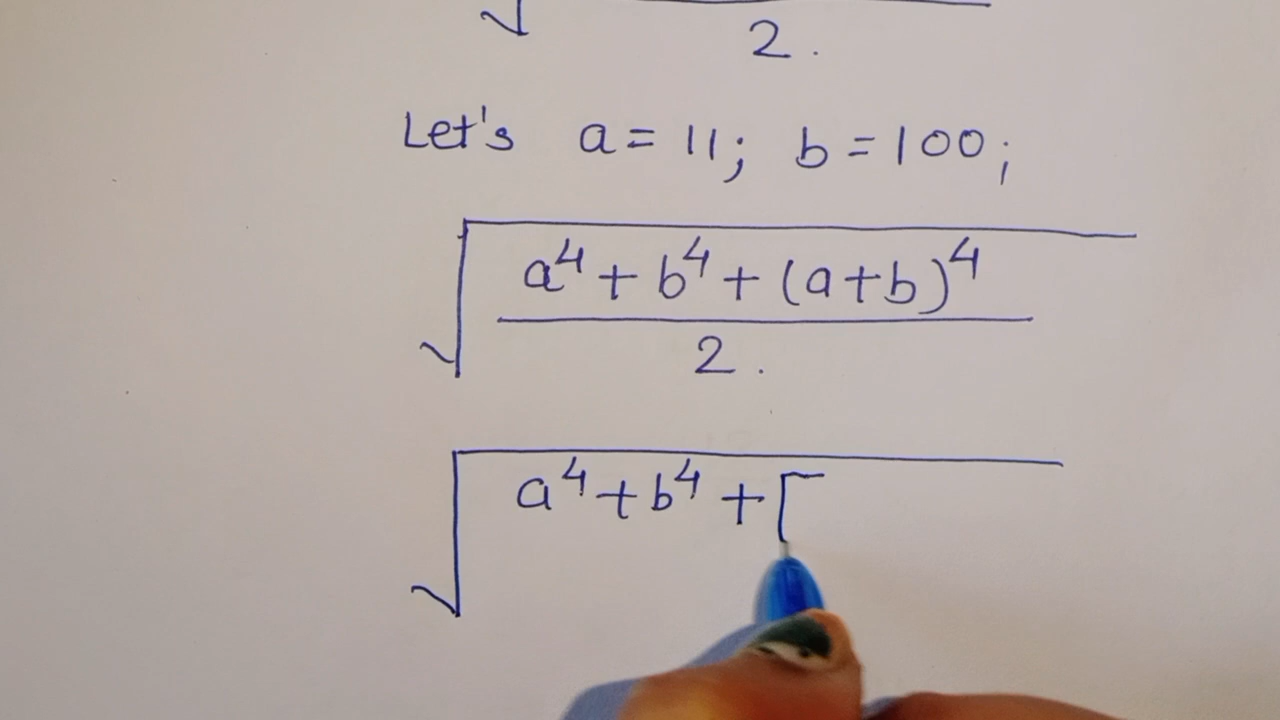 √ 2 .
Let's a = 11; b = 100;
√ a⁴ + b⁴ + (a+b)⁴
2 .
√ a⁴ + b⁴ + [